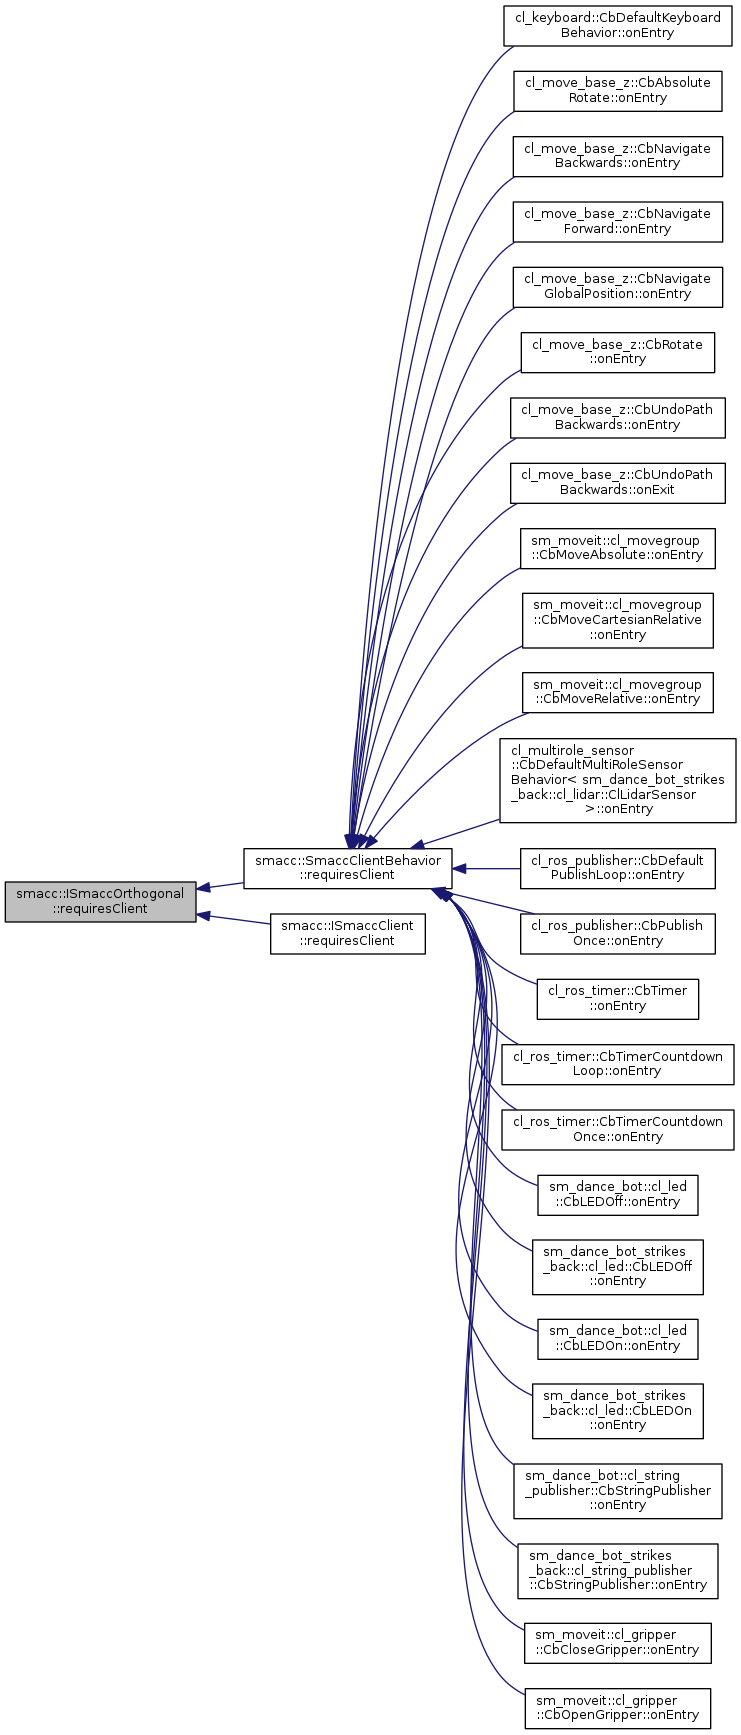 cl_keyboard::CbDefaultKeyboard
Behavior::onEntry
cl_move_base_z::CbAbsolute
Rotate::onEntry
cl_move_base_z::CbNavigate
Backwards::onEntry
cl_move_base_z::CbNavigate
Forward::onEntry
cl_move_base_z::CbNavigate
GlobalPosition::onEntry
cl_move_base_z::CbRotate
::onEntry
cl_move_base_z::CbUndoPath
Backwards::onEntry
cl_move_base_z::CbUndoPath
Backwards::onExit
sm_moveit::cl_movegroup
::CbMoveAbsolute::onEntry
sm_moveit::cl_movegroup
::CbMoveCartesianRelative
::onEntry
sm_moveit::cl_movegroup
::CbMoveRelative::onEntry
cl_multirole_sensor
::CbDefaultMultiRoleSensor
Behavior< sm_dance_bot_strikes
_back::cl_lidar::ClLidarSensor
>::onEntry
smacc::ISmaccOrthogonal
::requiresClient
smacc::SmaccClientBehavior
::requiresClient
smacc::ISmaccClient
::requiresClient
cl_ros_publisher::CbDefault
PublishLoop::onEntry
cl_ros_publisher::CbPublish
Once::onEntry
cl_ros_timer::CbTimer
::onEntry
cl_ros_timer::CbTimerCountdown
Loop::onEntry
cl_ros_timer::CbTimerCountdown
Once::onEntry
sm_dance_bot::cl_led
::CbLEDOff::onEntry
sm_dance_bot_strikes
_back::cl_led::CbLEDOff
::onEntry
sm_dance_bot::cl_led
::CbLEDOn::onEntry
sm_dance_bot_strikes
_back::cl_led::CbLEDOn
::onEntry
sm_dance_bot::cl_string
_publisher::CbStringPublisher
::onEntry
sm_dance_bot_strikes
_back::cl_string_publisher
::CbStringPublisher::onEntry
sm_moveit::cl_gripper
::CbCloseGripper::onEntry
sm_moveit::cl_gripper
::CbOpenGripper::onEntry